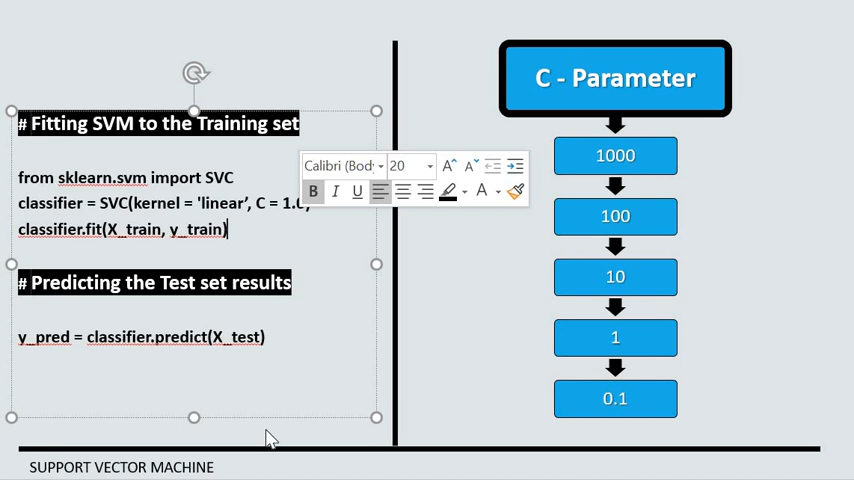 # Fitting SVM to the Training set
from sklearn.svm import SVC
classifier = SVC(kernel = 'linear’, C = 1.0)
classifier.fit(X_train, y_train)
# Predicting the Test set results
y_pred = classifier.predict(X_test)
Calibri (Body 20 A A
B I U A
C - Parameter
1000
100
10
1
0.1
SUPPORT VECTOR MACHINE